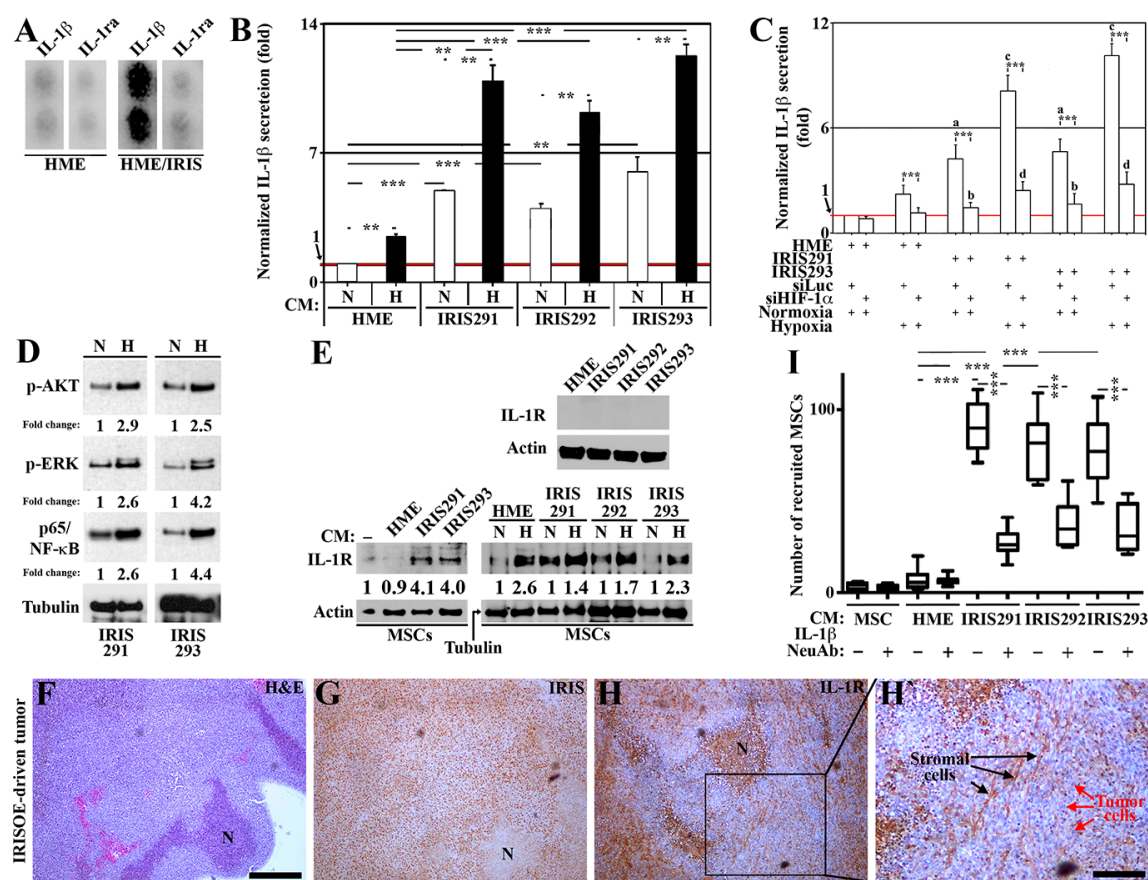 A
IL-1β IL-1ra IL-1β IL-1ra
HME HME/IRIS
B
Normalized IL-1β secreteion (fold)
14
7
1
0
** *** ** *** ** *** ** ** *** **
CM: N H N H N H N H
HME IRIS291 IRIS292 IRIS293
C
Normalized IL-1β secretion
(fold)
12
6
1
0
*** a *** b c *** d a *** b c *** d
HME + + + +
IRIS291 + + + +
IRIS293 + + + +
siLuc + + + + + +
siHIF-1α + + + + + +
Normoxia + + + + + +
Hypoxia + + + + + +
D
N H N H
p-AKT
Fold change: 1 2.9 1 2.5
p-ERK
Fold change: 1 2.6 1 4.2
p65/
NF-κB
Fold change: 1 2.6 1 4.4
Tubulin
IRIS
291
IRIS
293
E
HME IRIS291 IRIS292 IRIS293
IL-1R
Actin
– HME IRIS291 IRIS293
CM: HME IRIS 291 IRIS 292 IRIS 293
N H N H N H N H
IL-1R
1 0.9 4.1 4.0 1 2.6 1 1.4 1 1.7 1 2.3
Actin
MSCs MSCs
Tubulin
I
Number of recruited MSCs
100
0
*** *** *** *** *** ***
CM: MSC HME IRIS291 IRIS292 IRIS293
IL-1β
NeuAb: – + – + – + – + – +
IRISOE-driven tumor
F H&E
N
G IRIS
N
H IL-1R
N
H`
Stromal
cells
Tumor
cells